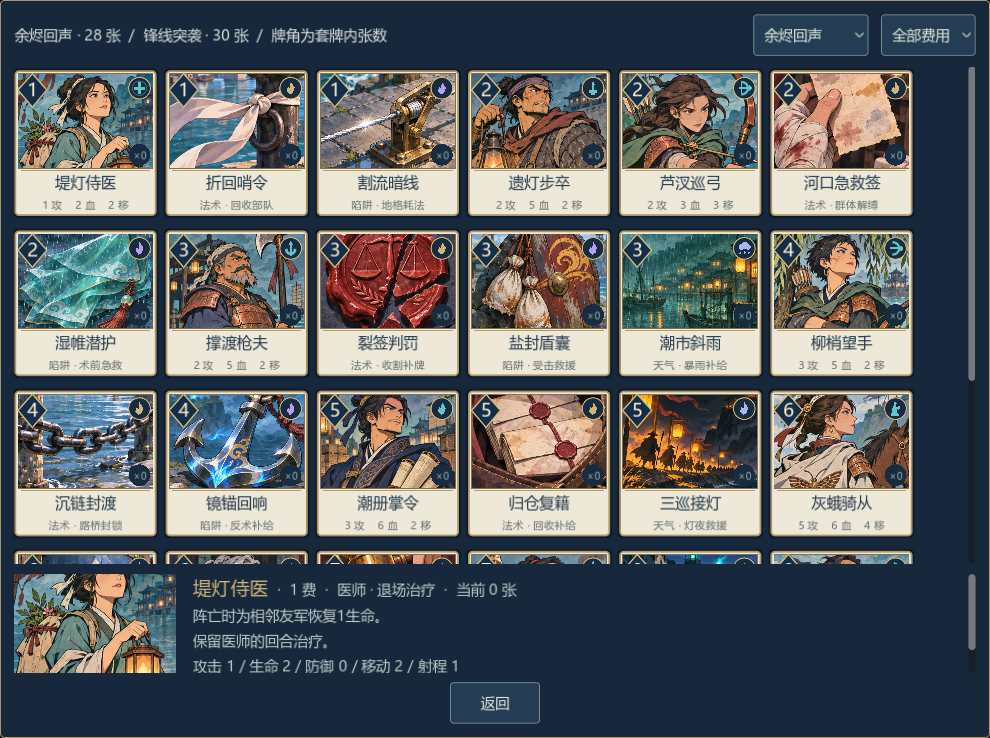 余烬回声 · 28 张 / 锋线突袭 · 30 张 / 牌角为套牌内张数
余烬回声
全部费用
1 ×0 1 ×0 1 ×0 2 ×0 2 ×0 2 ×0
堤灯侍医 折回哨令 割流暗线 遗灯步卒 芦汊巡弓 河口急救签
1 攻 2 血 2 移 法术 · 回收部队 陷阱 · 地格耗法 2 攻 5 血 2 移 2 攻 3 血 3 移 法术 · 群体解缚
2 ×0 3 ×0 3 ×0 3 ×0 3 ×0 4 ×0
湿帷潜护 撑渡枪夫 裂签判罚 盐封盾囊 潮市斜雨 柳梢望手
陷阱 · 术前急救 2 攻 5 血 2 移 法术 · 收割补牌 陷阱 · 受击救援 天气 · 暴雨补给 3 攻 5 血 2 移
4 ×0 4 ×0 5 ×0 5 ×0 5 ×0 6 ×0
沉链封渡 镜锚回响 潮册掌令 归仓复籍 三巡接灯 灰蛾骑从
法术 · 路桥封锁 陷阱 · 反术补给 3 攻 6 血 2 移 法术 · 回收补给 天气 · 灯夜救援 5 攻 6 血 4 移
堤灯侍医 · 1 费 · 医师 · 退场治疗 · 当前 0 张
阵亡时为相邻友军恢复1生命。
保留医师的回合治疗。
攻击 1 / 生命 2 / 防御 0 / 移动 2 / 射程 1
返回